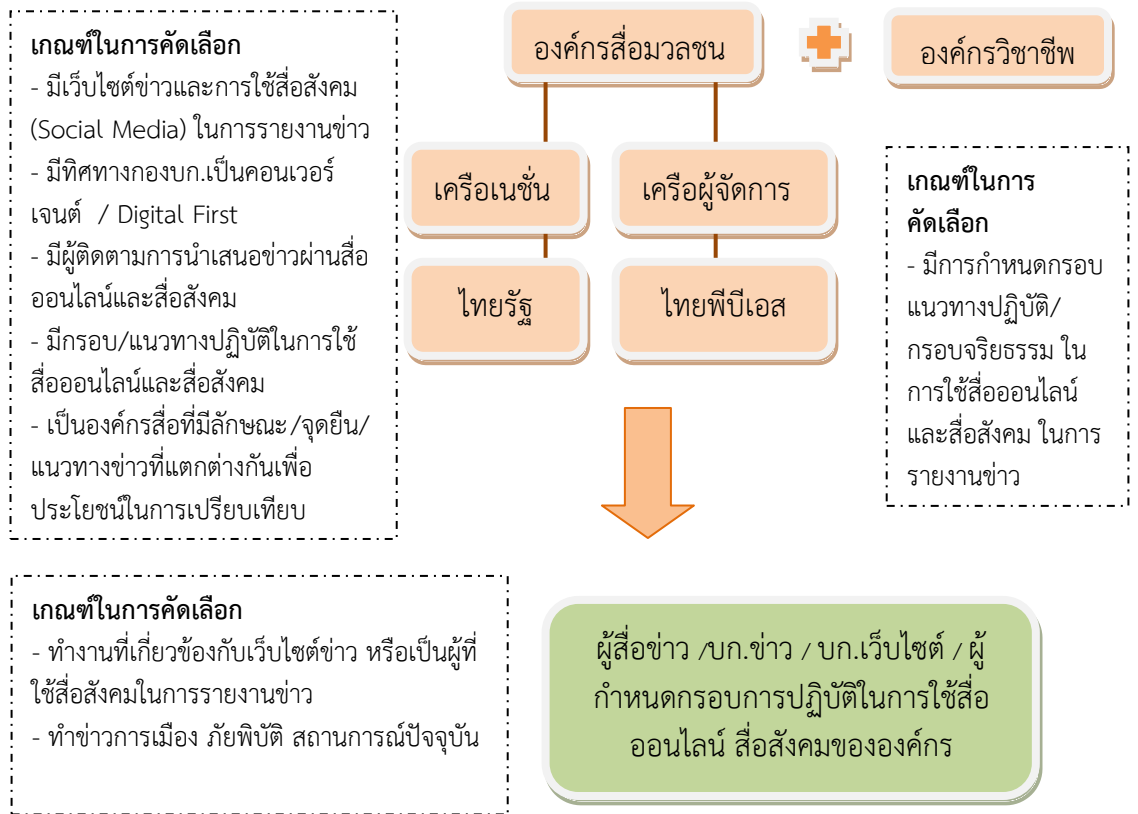 เกณฑ์ในการคัดเลือก
- มีเว็บไซต์ข่าวและการใช้สื่อสังคม
(Social Media) ในการรายงานข่าว
- มีทิศทางกองบก.เป็นคอนเวอร์
เจนต์ / Digital First
- มีผู้ติดตามการนำเสนอข่าวผ่านสื่อ
ออนไลน์และสื่อสังคม
- มีกรอบ/แนวทางปฏิบัติในการใช้
สื่อออนไลน์และสื่อสังคม
- เป็นองค์กรสื่อที่มีลักษณะ/จุดยืน/
แนวทางข่าวที่แตกต่างกันเพื่อ
ประโยชน์ในการเปรียบเทียบ
องค์กรสื่อมวลชน
องค์กรวิชาชีพ
เครือเนชั่น
เครือผู้จัดการ
ไทยรัฐ
ไทยพีบีเอส
เกณฑ์ในการ
คัดเลือก
- มีการกำหนดกรอบ
แนวทางปฏิบัติ/
กรอบจริยธรรม ใน
การใช้สื่อออนไลน์
และสื่อสังคม ในการ
รายงานข่าว
เกณฑ์ในการคัดเลือก
- ทำงานที่เกี่ยวข้องกับเว็บไซต์ข่าว หรือเป็นผู้ที่
ใช้สื่อสังคมในการรายงานข่าว
- ทำข่าวการเมือง ภัยพิบัติ สถานการณ์ปัจจุบัน
ผู้สื่อข่าว /บก.ข่าว / บก.เว็บไซต์ / ผู้
กำหนดกรอบการปฏิบัติในการใช้สื่อ
ออนไลน์ สื่อสังคมขององค์กร